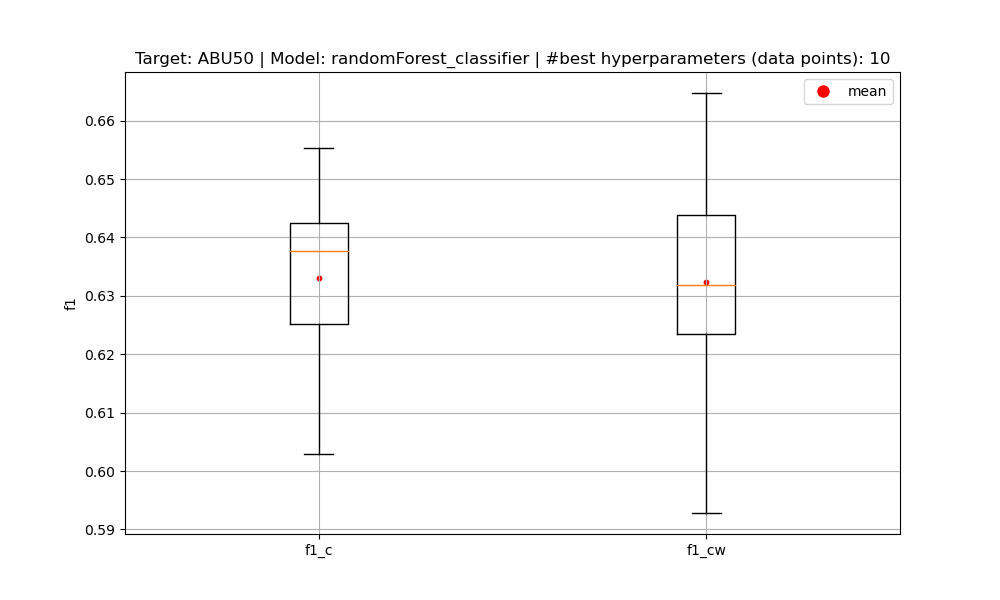 Target: ABU50 | Model: randomForest_classifier | #best hyperparameters (data points): 10
mean
0.66
0.65
0.64
0.63
0.62
0.61
0.60
0.59
f1
f1_c
f1_cw